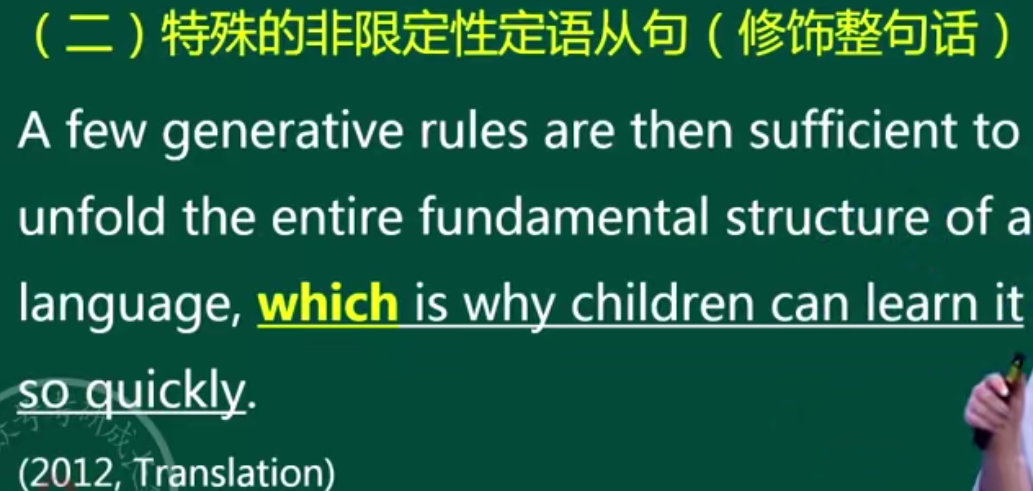 （二）特殊的非限定性定语从句（修饰整句话）
A few generative rules are then sufficient to
unfold the entire fundamental structure of a
language, which is why children can learn it
so quickly.
(2012, Translation)